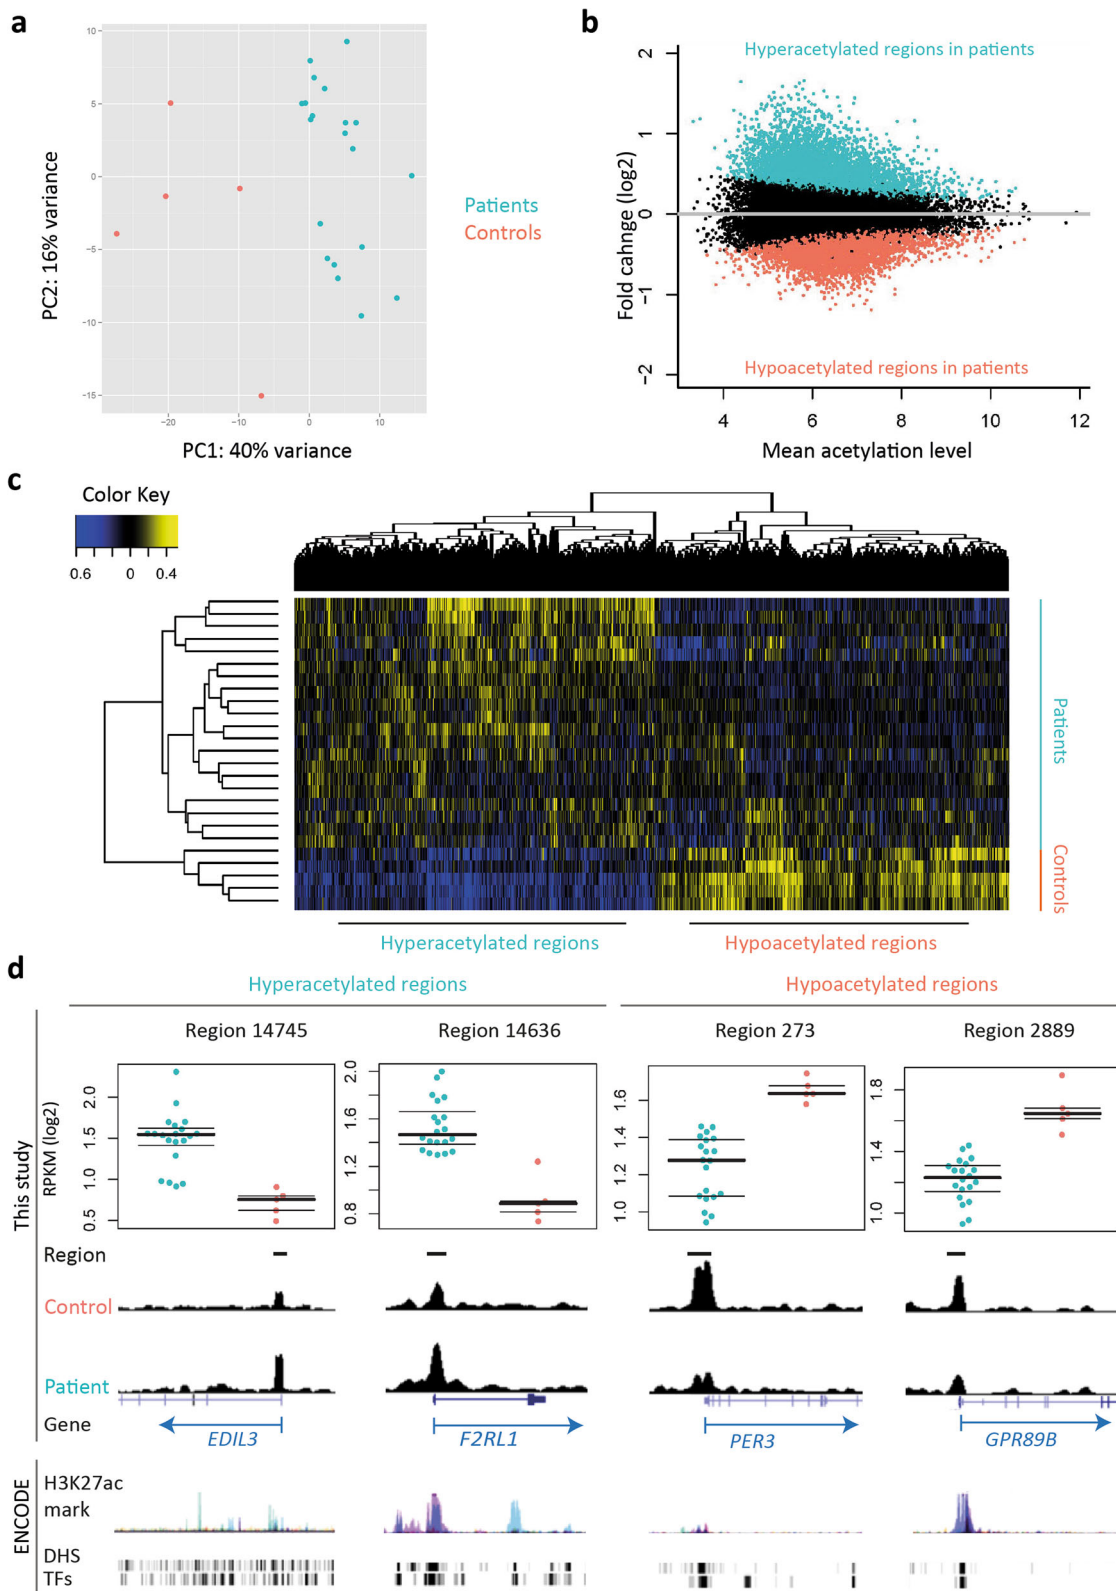 a
10
5
0
−5
−10
−15
PC2: 16% variance
−20
−10
0
10
PC1: 40% variance
Patients
Controls
b
Hyperacetylated regions in patients
2
1
0
−1
−2
Fold cahnge (log2)
Hypoacetylated regions in patients
4
6
8
10
12
Mean acetylation level
c
Color Key
0.6 0 0.4
Patients
Controls
Hyperacetylated regions
Hypoacetylated regions
d
Hyperacetylated regions
Hypoacetylated regions
Region 14745
Region 14636
Region 273
Region 2889
This study
RPKM (log2)
2.0
1.5
1.0
0.5
2.0
1.6
1.2
0.8
1.6
1.4
1.2
1.0
1.8
1.4
1.0
Region
Control
Patient
Gene
EDIL3
F2RL1
PER3
GPR89B
ENCODE
H3K27ac
mark
DHS
TFs